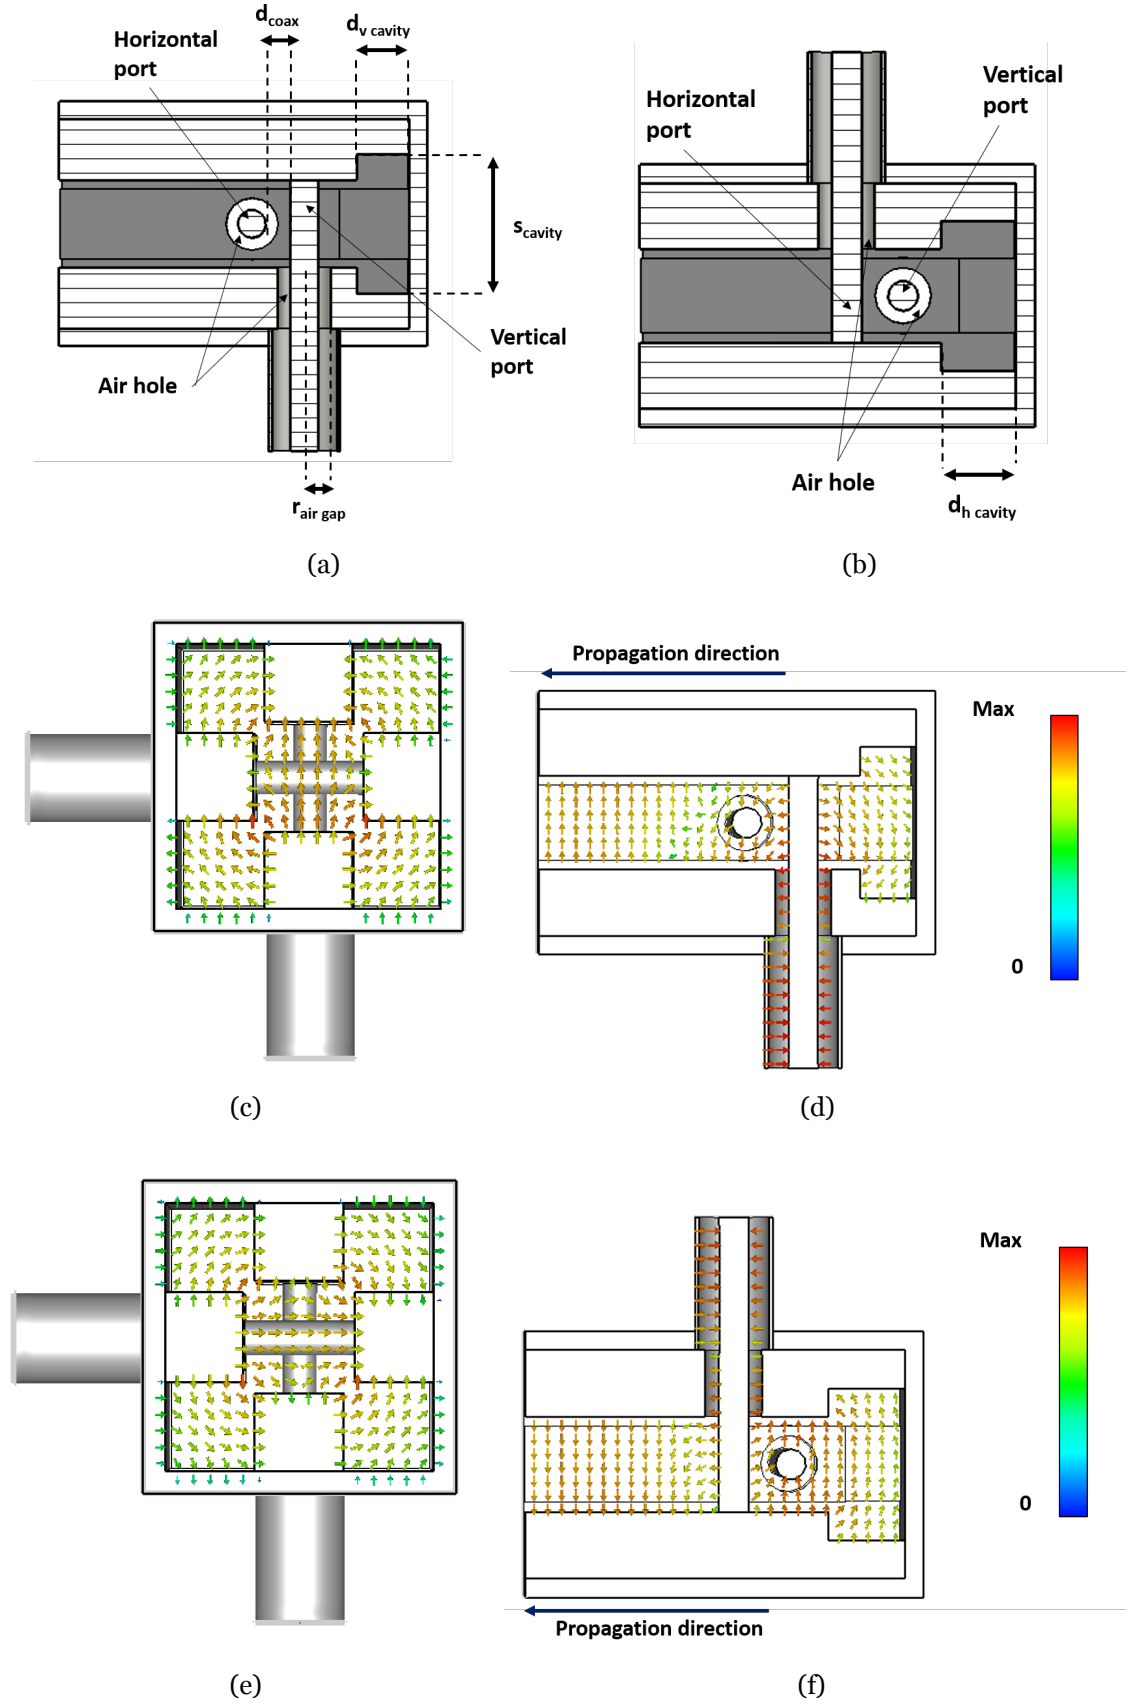 d_coax
d_v cavity
Horizontal
port
s_cavity
Vertical
port
Air hole
r_air gap
(a)
Vertical
port
Horizontal
port
Air hole
d_h cavity
(b)
(c)
Propagation direction
Max
0
(d)
(e)
Max
0
Propagation direction
(f)